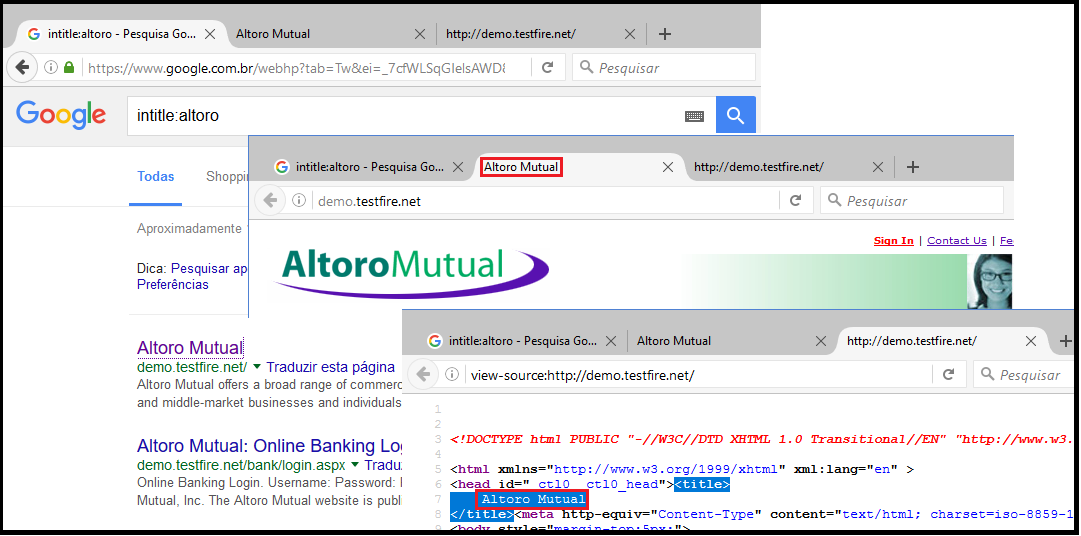 intitle:altoro - Pesquisa Go...
Altoro Mutual
http://demo.testfire.net/
https://www.google.com.br/webhp?tab=Tw&ei=_7cfWLSqGIelsAWD
Pesquisar
Google
intitle:altoro
Todas
Shoppin
Aproximadamente
Dica: Pesquisar ap
Preferências
Altoro Mutual
demo.testfire.net/ Traduzir esta página
Altoro Mutual offers a broad range of commerc
and middle-market businesses and individuals
Altoro Mutual: Online Banking Lo
demo.testfire.net/bank/login.aspx Tradu
Online Banking Login. Username: Password:
Mutual, Inc. The Altoro Mutual website is publ
intitle:altoro - Pesquisa Go...
Altoro Mutual
http://demo.testfire.net/
demo.testfire.net
Pesquisar
Sign In | Contact Us | Fe
AltoroMutual
intitle:altoro - Pesquisa Go...
Altoro Mutual
http://demo.testfire.net/
view-source:http://demo.testfire.net/
Pesquisar
1
2
3 <!DOCTYPE html PUBLIC "-//W3C//DTD XHTML 1.0 Transitional//EN" "http://www.w3.
4
5 <html xmlns="http://www.w3.org/1999/xhtml" xml:lang="en" >
6 <head id="_ctl0__ctl0_head"><title>
7 Altoro Mutual
8 </title><meta http-equiv="Content-Type" content="text/html; charset=iso-8859-1
<body style="margin-top:5px;">